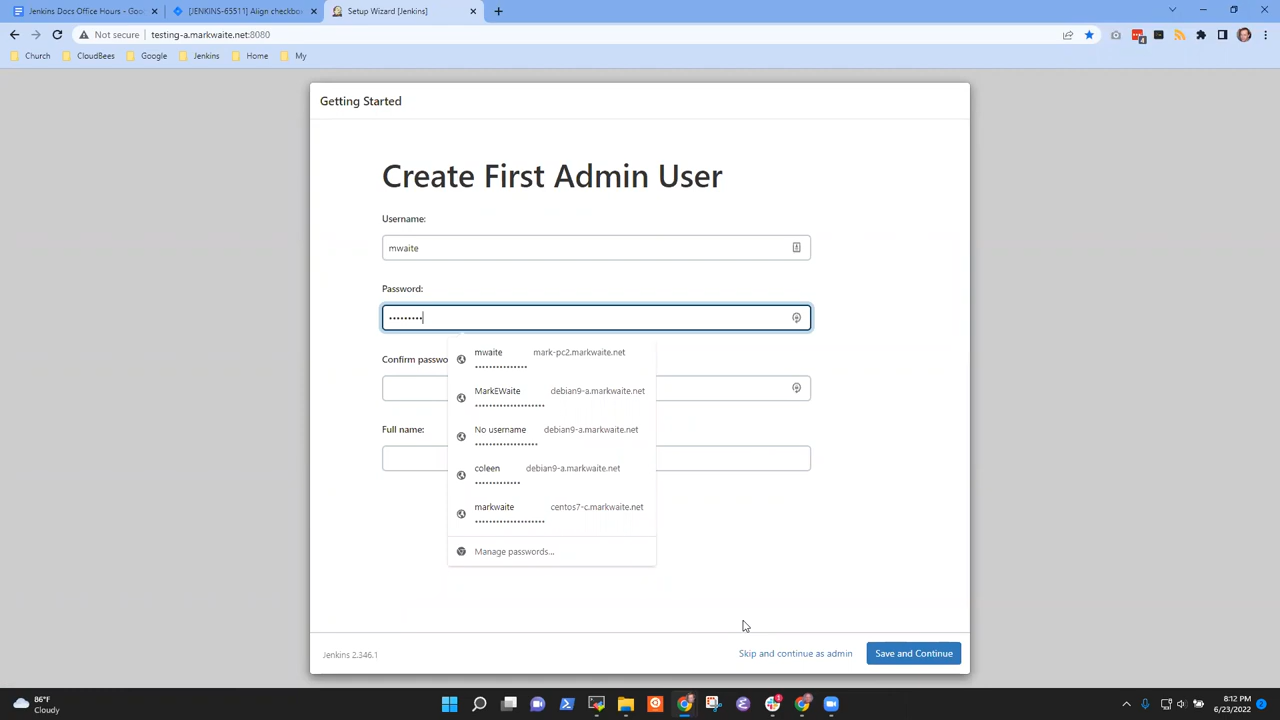 Jenkins Docs Office Hours - Goo
[JENKINS-65511] Align checkbo
Setup Wizard [Jenkins]
Not secure
testing-a.markwaite.net:8080
4
Church
CloudBees
Google
Jenkins
Home
My
Getting Started
Create First Admin User
Username:
mwaite
Password:
•••••••••
mwaite mark-pc2.markwaite.net
•••••••••••••••
Confirm passwo
MarkEWaite debian9-a.markwaite.net
••••••••••••••••••••
Full name:
No username debian9-a.markwaite.net
••••••••••••••••••
coleen debian9-a.markwaite.net
•••••••••••••
markwaite centos7-c.markwaite.net
••••••••••••••••••••
Manage passwords...
Jenkins 2.346.1
Skip and continue as admin
Save and Continue
86°F
Cloudy
8:12 PM
6/23/2022